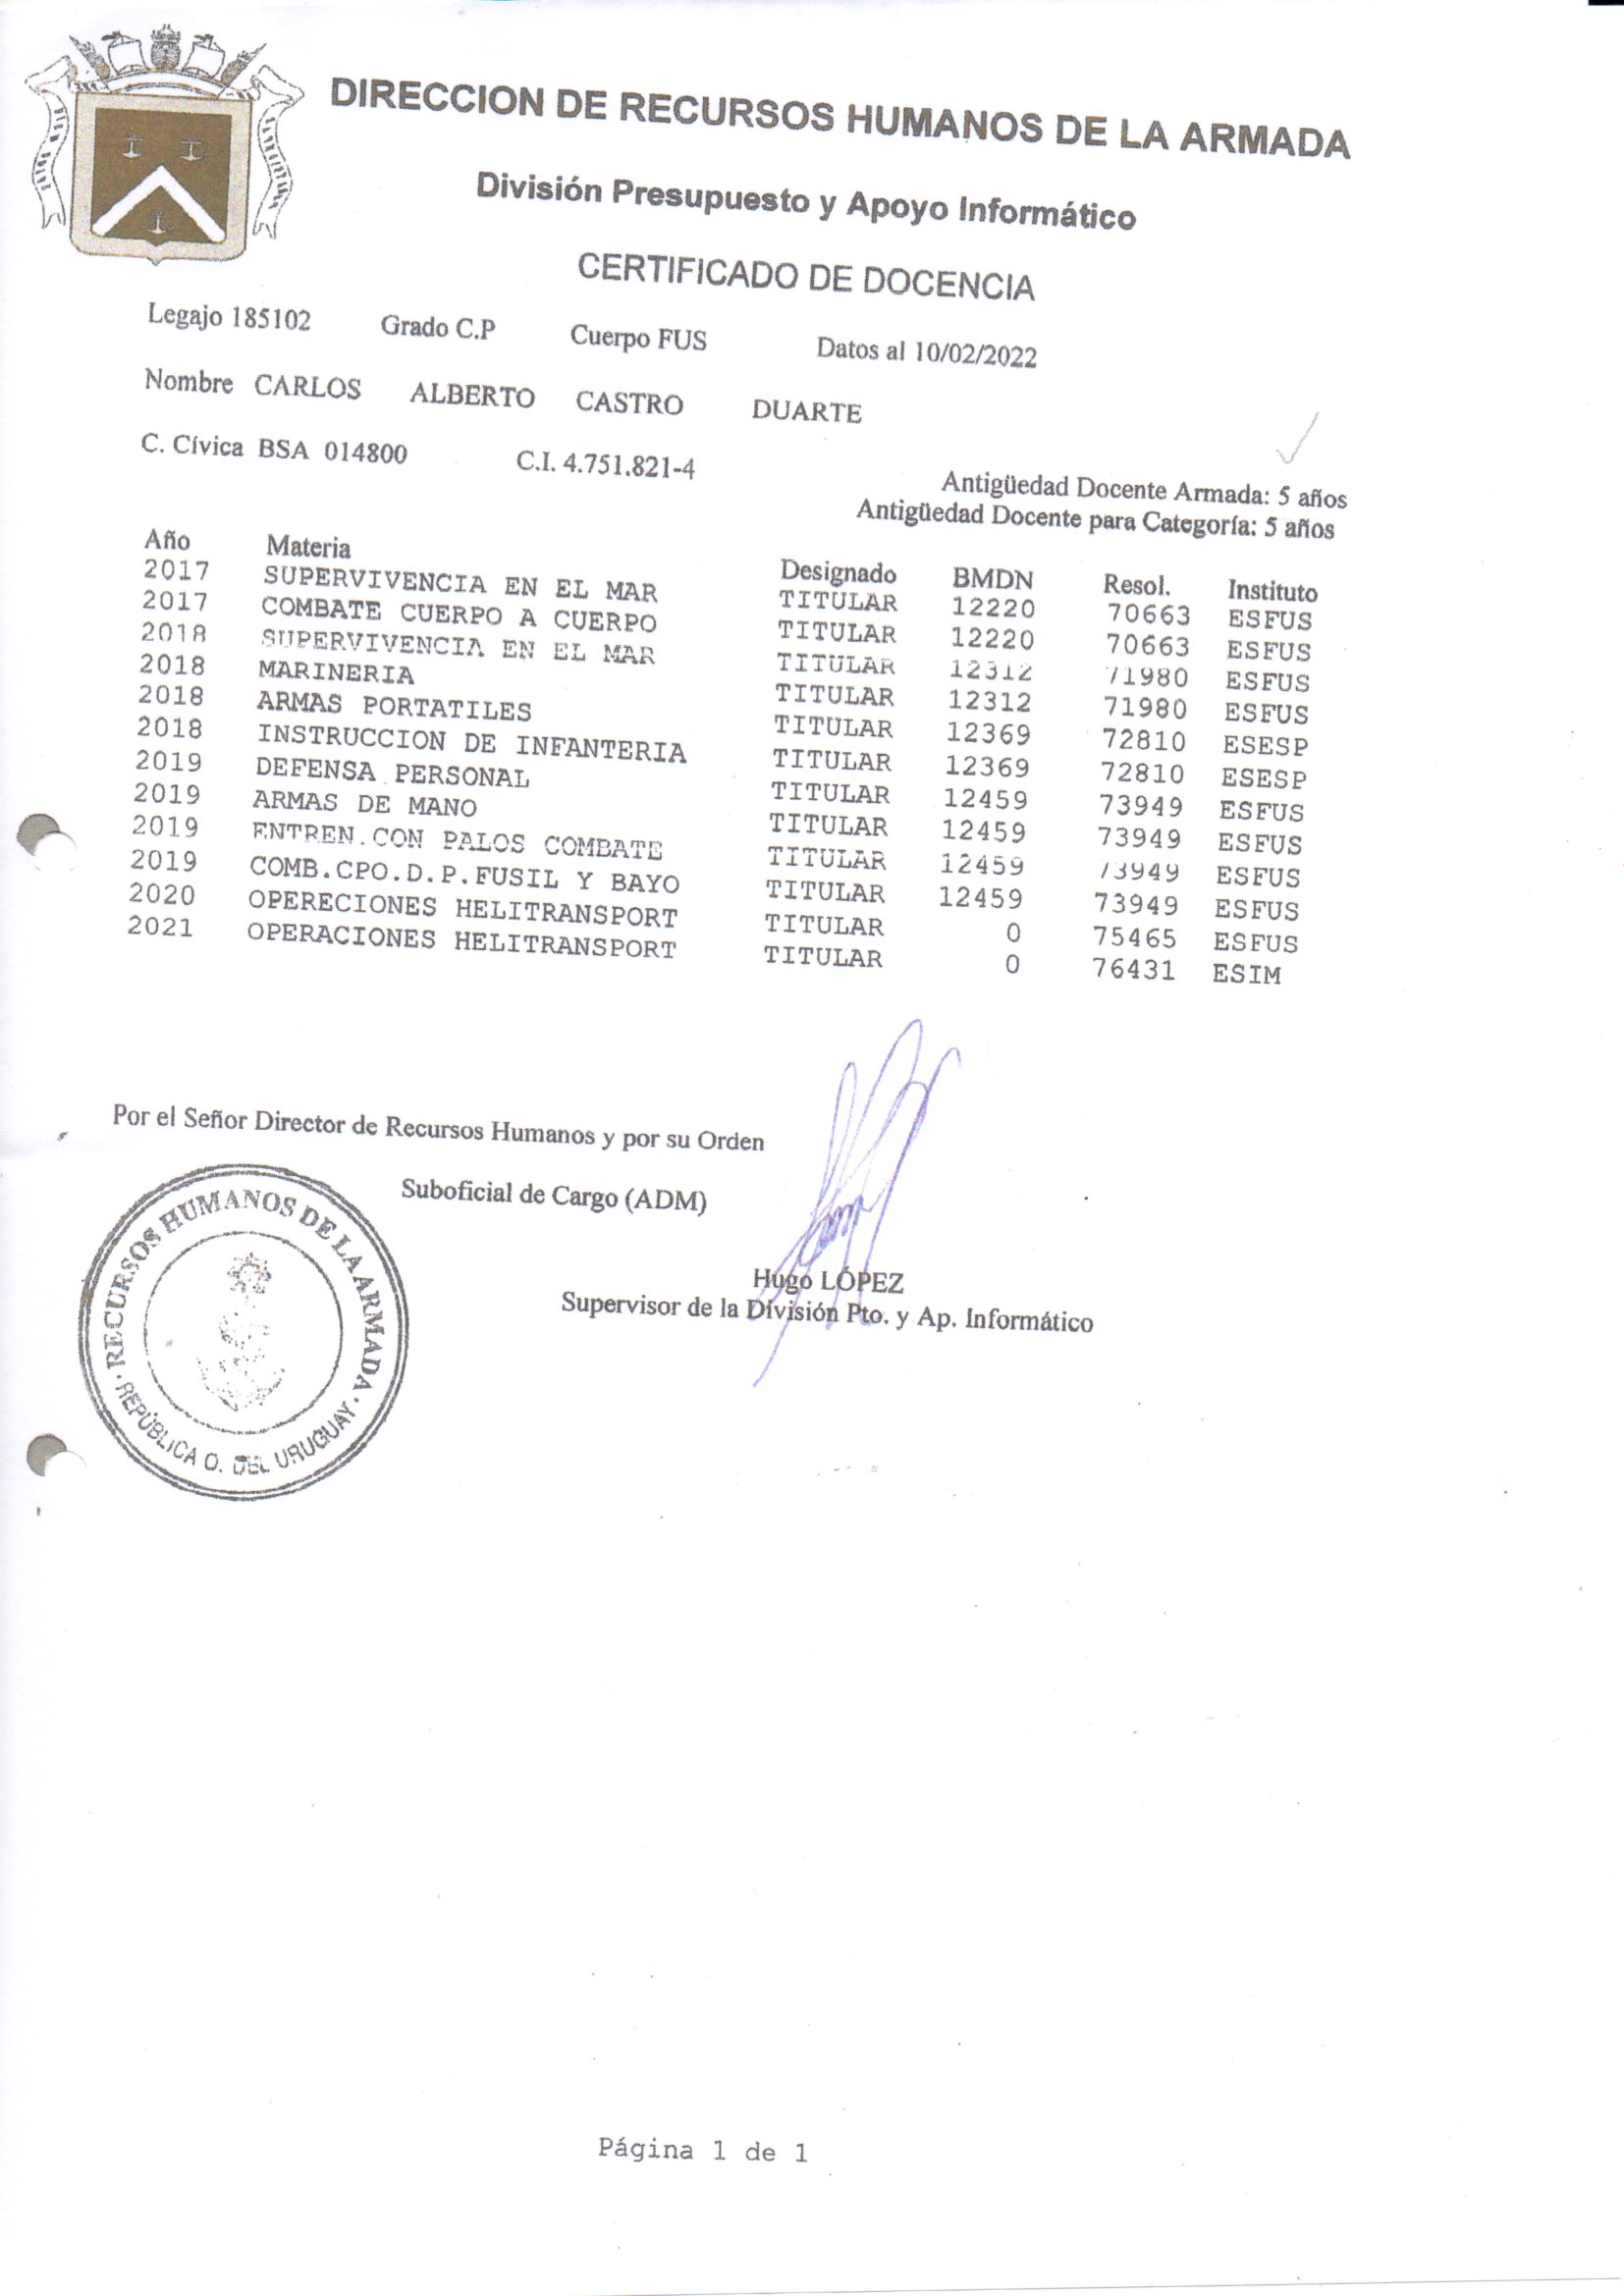 DIRECCION DE RECURSOS HUMANOS DE LA ARMADA
División Presupuesto y Apoyo Informático
CERTIFICADO DE DOCENCIA
Legajo 185102 Grado C.P Cuerpo FUS Datos al 10/02/2022
Nombre CARLOS ALBERTO CASTRO DUARTE
C. Cívica BSA 014800 C.I. 4.751.821-4
Antigüedad Docente Armada: 5 años
Antigüedad Docente para Categoría: 5 años
Año Materia Designado BMDN Resol. Instituto
2017 SUPERVIVENCIA EN EL MAR TITULAR 12220 70663 ESFUS
2017 COMBATE CUERPO A CUERPO TITULAR 12220 70663 ESFUS
2018 SUPERVIVENCIA EN EL MAR TITULAR 12312 71980 ESFUS
2018 MARINERIA TITULAR 12312 71980 ESFUS
2018 ARMAS PORTATILES TITULAR 12369 72810 ESESP
2018 INSTRUCCION DE INFANTERIA TITULAR 12369 72810 ESESP
2019 DEFENSA PERSONAL TITULAR 12459 73949 ESFUS
2019 ARMAS DE MANO TITULAR 12459 73949 ESFUS
2019 ENTREN.CON PALOS COMBATE TITULAR 12459 73949 ESFUS
2019 COMB.CPO.D.P.FUSIL Y BAYO TITULAR 12459 73949 ESFUS
2020 OPERECIONES HELITRANSPORT TITULAR 0 75465 ESFUS
2021 OPERACIONES HELITRANSPORT TITULAR 0 76431 ESIM
Por el Señor Director de Recursos Humanos y por su Orden
Suboficial de Cargo (ADM)
Hugo LÓPEZ
Supervisor de la División Pto. y Ap. Informático
RECURSOS HUMANOS DE LA ARMADA
REPÚBLICA O. DEL URUGUAY
Página 1 de 1